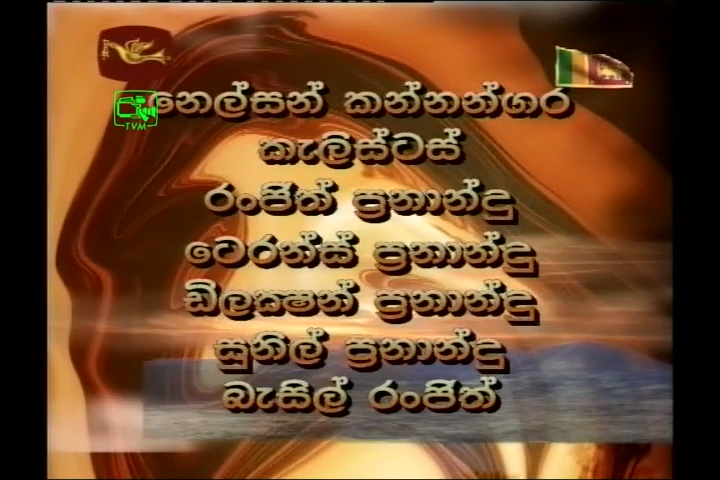 TVM
නෙල්සන් කන්නන්ගර
කැලිස්ටස්
රංජිත් ප්‍රනාන්දු
ටෙරන්ස් ප්‍රනාන්දු
ඩිලක්ෂන් ප්‍රනාන්දු
සුනිල් ප්‍රනාන්දු
බැසිල් රංජිත්